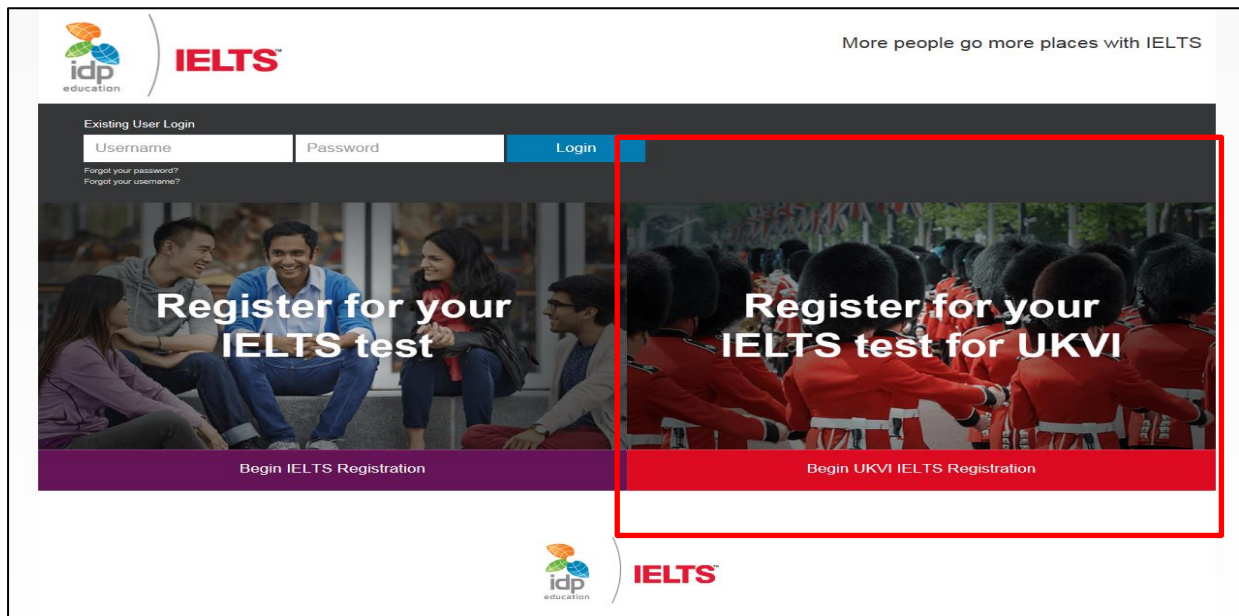 idp
education
IELTS™
More people go more places with IELTS
Existing User Login
Username
Password
Login
Forgot your password?
Forgot your username?
Register for your
IELTS test
Register for your
IELTS test for UKVI
Begin IELTS Registration
Begin UKVI IELTS Registration
idp
education
IELTS™